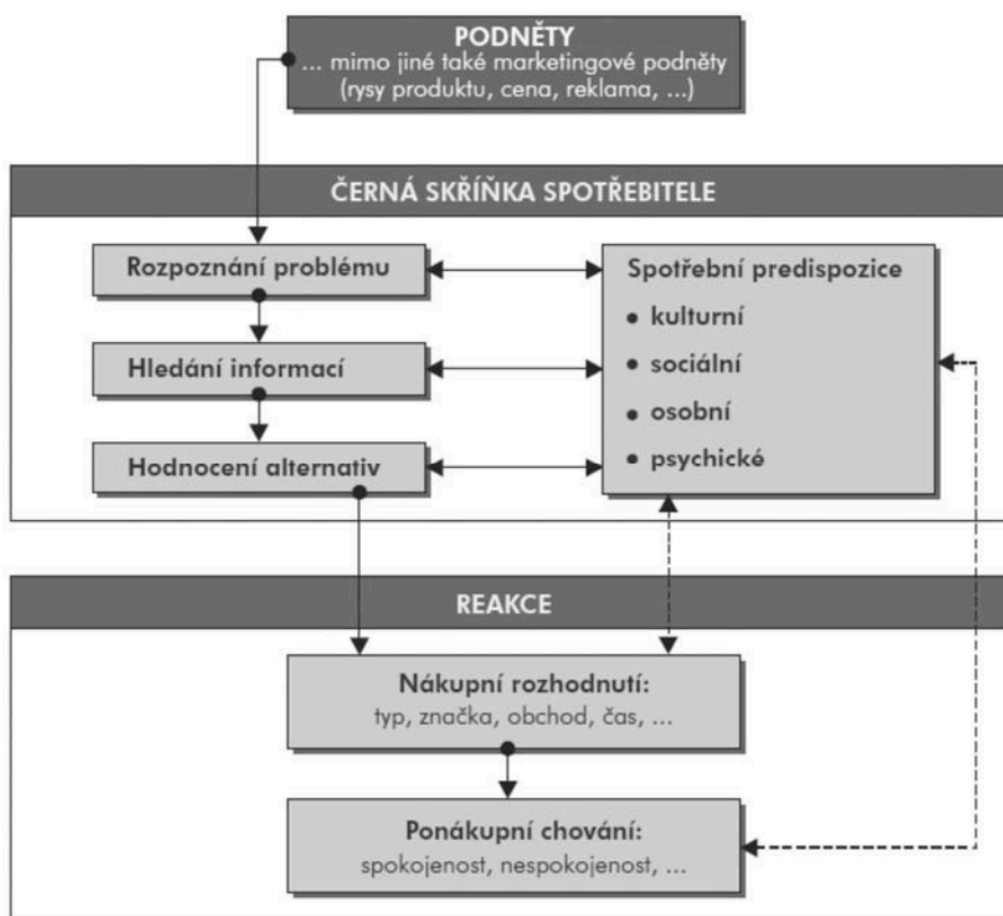 PODNĚTY
... mimo jiné také marketingové podněty
(rysy produktu, cena, reklama, ...)
ČERNÁ SKŘÍŇKA SPOTŘEBITELE
Rozpoznání problému
Hledání informací
Hodnocení alternativ
Spotřební predispozice
• kulturní
• sociální
• osobní
• psychické
REAKCE
Nákupní rozhodnutí:
typ, značka, obchod, čas, ...
Ponákupní chování:
spokojenost, nespokojenost, ...